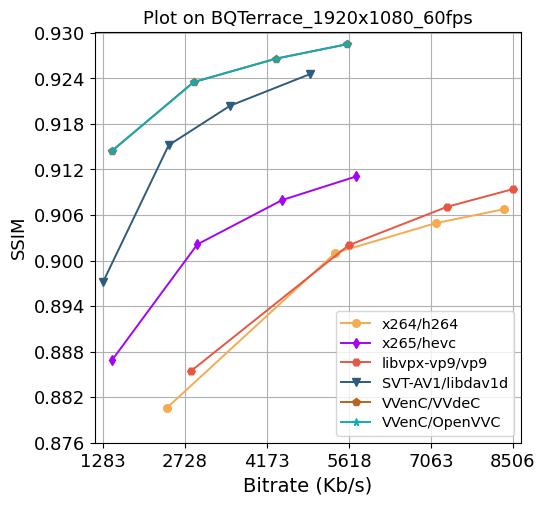 Plot on BQTerrace_1920x1080_60fps
0.930
0.924
0.918
0.912
0.906
0.900
0.894
0.888
0.882
0.876
SSIM
x264/h264
x265/hevc
libvpx-vp9/vp9
SVT-AV1/libdav1d
VVenC/VVdeC
VVenC/OpenVVC
1283 2728 4173 5618 7063 8506
Bitrate (Kb/s)